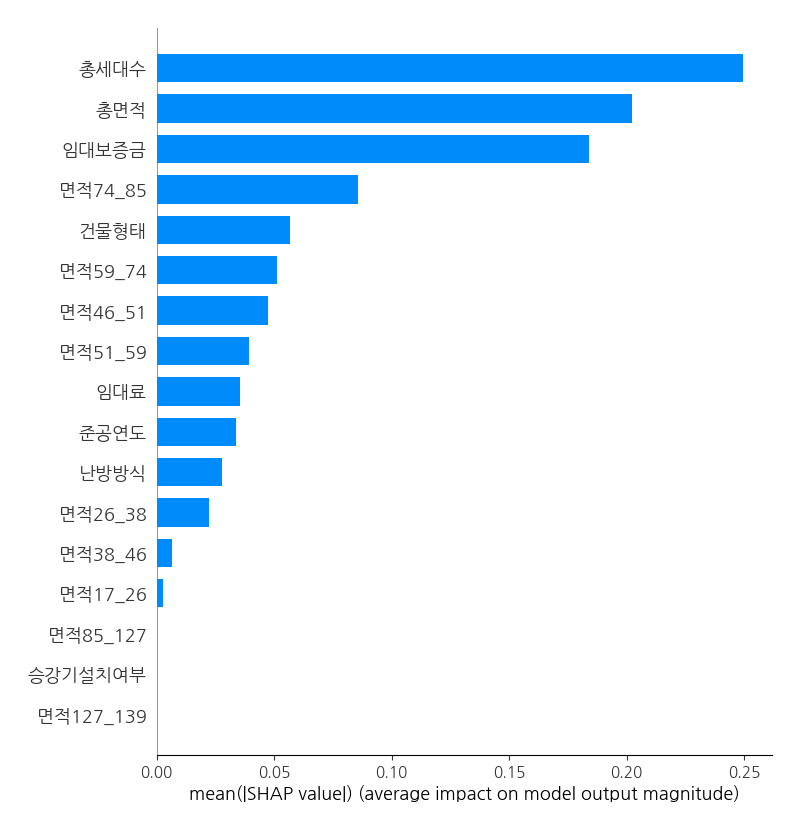 총세대수
총면적
임대보증금
면적74_85
건물형태
면적59_74
면적46_51
면적51_59
임대료
준공연도
난방방식
면적26_38
면적38_46
면적17_26
면적85_127
승강기설치여부
면적127_139
0.00 0.05 0.10 0.15 0.20 0.25
mean(|SHAP value|) (average impact on model output magnitude)